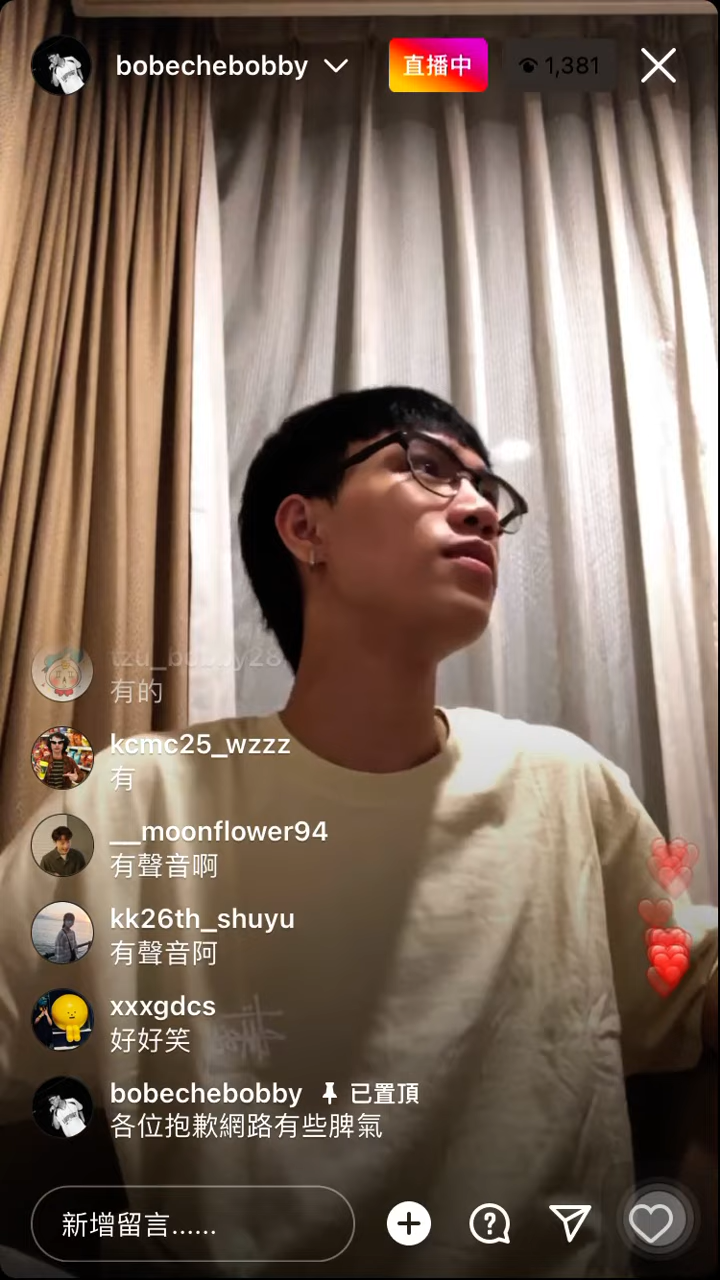 bobechebobby
直播中
1,381
tzu_bobby28
有的
kcmc25_wzzz
有
__moonflower94
有聲音啊
kk26th_shuyu
有聲音阿
xxxgdcs
好好笑
bobechebobby 已置頂
各位抱歉網路有些脾氣
新增留言......